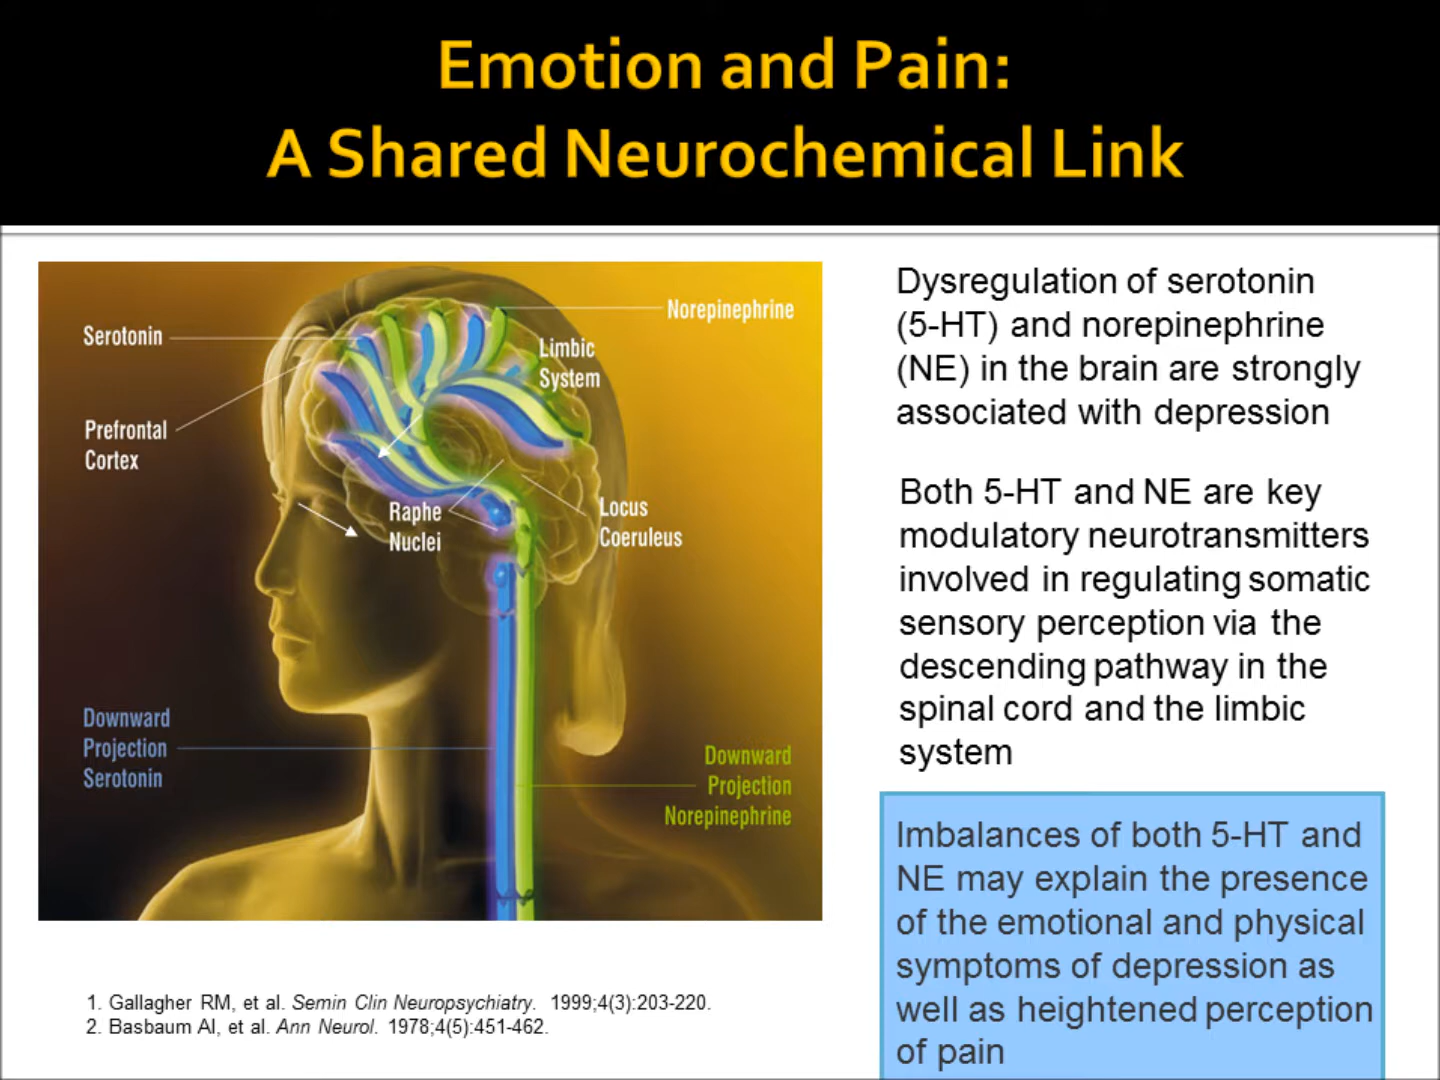 Emotion and Pain:
A Shared Neurochemical Link
Serotonin
Prefrontal
Cortex
Norepinephrine
Limbic
System
Raphe
Nuclei
Locus
Coeruleus
Downward
Projection
Serotonin
Downward
Projection
Norepinephrine
Dysregulation of serotonin
(5-HT) and norepinephrine
(NE) in the brain are strongly
associated with depression
Both 5-HT and NE are key
modulatory neurotransmitters
involved in regulating somatic
sensory perception via the
descending pathway in the
spinal cord and the limbic
system
Imbalances of both 5-HT and
NE may explain the presence
of the emotional and physical
symptoms of depression as
well as heightened perception
of pain
1. Gallagher RM, et al. Semin Clin Neuropsychiatry. 1999;4(3):203-220.
2. Basbaum AI, et al. Ann Neurol. 1978;4(5):451-462.